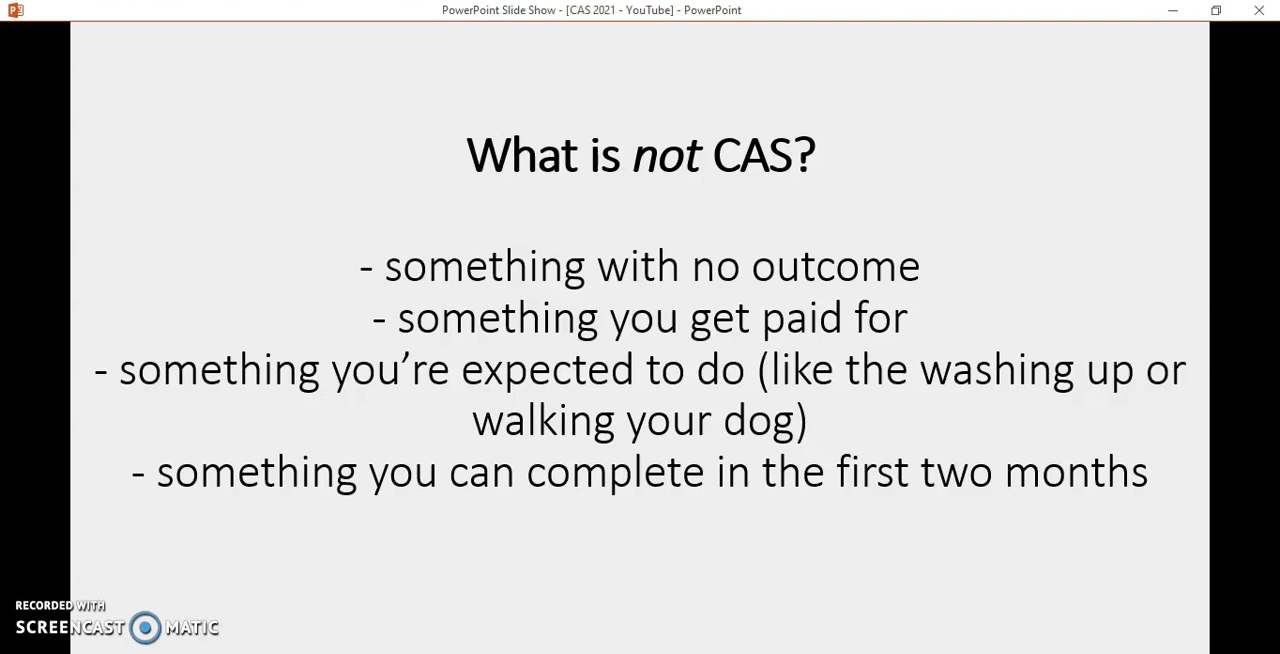 PowerPoint Slide Show - [CAS 2021 - YouTube] - PowerPoint
What is not CAS?
- something with no outcome
- something you get paid for
- something you’re expected to do (like the washing up or
walking your dog)
- something you can complete in the first two months
RECORDED WITH
SCREENCAST MATIC